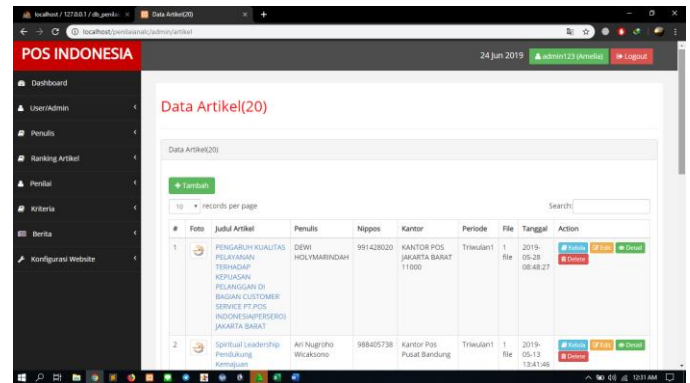 localhost / 127.0.0.1 / db_penilai
Data Artikel(20)
localhost/penilaianatc/admin/artikel
POS INDONESIA
24 Jun 2019
admin123 (Amelia)
Logout
Dashboard
User/Admin
Penulis
Ranking Artikel
Penilai
Kriteria
Berita
Konfigurasi Website
Data Artikel(20)
Data Artikel(20)
+ Tambah
10 records per page
Search:
# Foto Judul Artikel Penulis Nippos Kantor Periode File Tanggal Action
1 PENGARUH KUALITAS DEWI 991428020 KANTOR POS Triwulan1 1 2019- Kelola Edit Detail
PELAYANAN HOLYMARINDAH JAKARTA BARAT file 05-28 Delete
TERHADAP 11000 08:48:27
KEPUASAN
PELANGGAN DI
BAGIAN CUSTOMER
SERVICE PT.POS
INDONESIA(PERSERO)
JAKARTA BARAT
2 Spiritual Leadership Ari Nugroho 988405738 Kantor Pos Triwulan1 1 2019- Kelola Edit Detail
Pendukung Wicaksono Pusat Bandung file 05-13 Delete
Kemajuan 13:41:46
12:31 AM